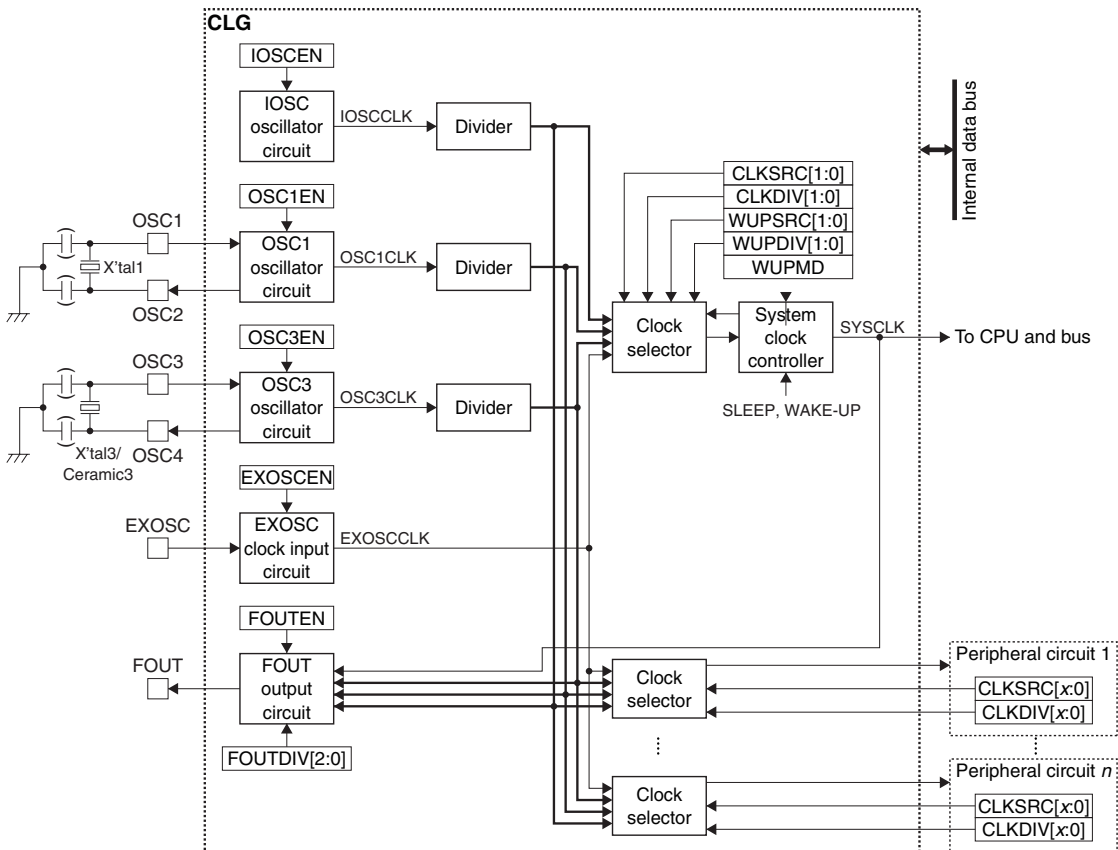 CLG
IOSCEN
IOSC
oscillator
circuit
IOSCCLK
Divider
Internal data bus
CLKSRC[1:0]
CLKDIV[1:0]
WUPSRC[1:0]
WUPDIV[1:0]
WUPMD
OSC1EN
OSC1
OSC1
oscillator
circuit
OSC1CLK
Divider
X'tal1
OSC2
Clock
selector
System
clock
controller
SYSCLK
To CPU and bus
SLEEP, WAKE-UP
OSC3EN
OSC3
OSC3
oscillator
circuit
OSC3CLK
Divider
X'tal3/
Ceramic3
OSC4
EXOSCEN
EXOSC
EXOSC
clock input
circuit
EXOSCCLK
FOUTEN
FOUT
FOUT
output
circuit
FOUTDIV[2:0]
Clock
selector
Peripheral circuit 1
CLKSRC[x:0]
CLKDIV[x:0]
Clock
selector
Peripheral circuit n
CLKSRC[x:0]
CLKDIV[x:0]